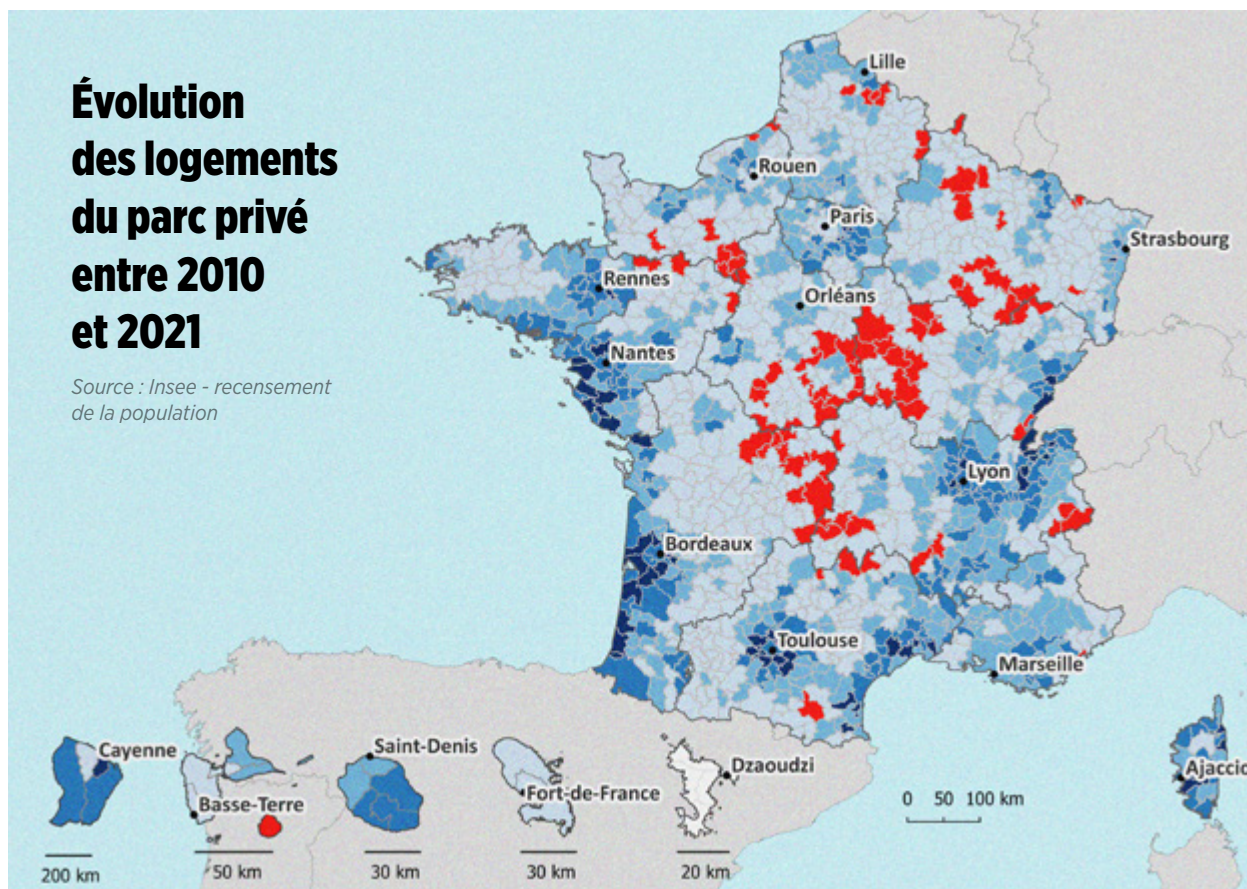 Évolution
des logements
du parc privé
entre 2010
et 2021
Source : Insee - recensement
de la population
Lille
Rouen
Paris
Strasbourg
Rennes
Orléans
Nantes
Lyon
Bordeaux
Toulouse
Marseille
Ajaccio
Cayenne
Saint-Denis
Dzaoudzi
Fort-de-France
Basse-Terre
0 50 100 km
200 km
50 km
30 km
30 km
20 km